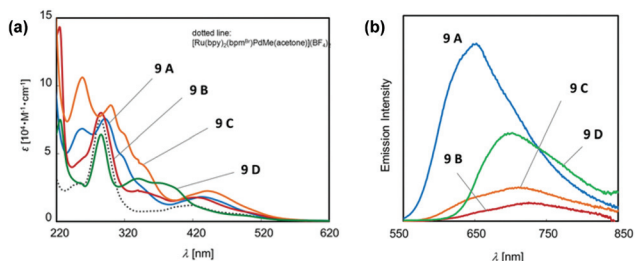 (a)
dotted line:
[Ru(bpy)₂(bpmᴮʳ)PdMe(acetone)](BF₄)₃
9 A
9 B
9 C
9 D
15
10
5
0
ε [10⁴·M⁻¹·cm⁻¹]
220 320 420 520 620
λ [nm]
(b)
9 A
9 C
9 D
9 B
Emission Intensity
550 650 750 850
λ [nm]